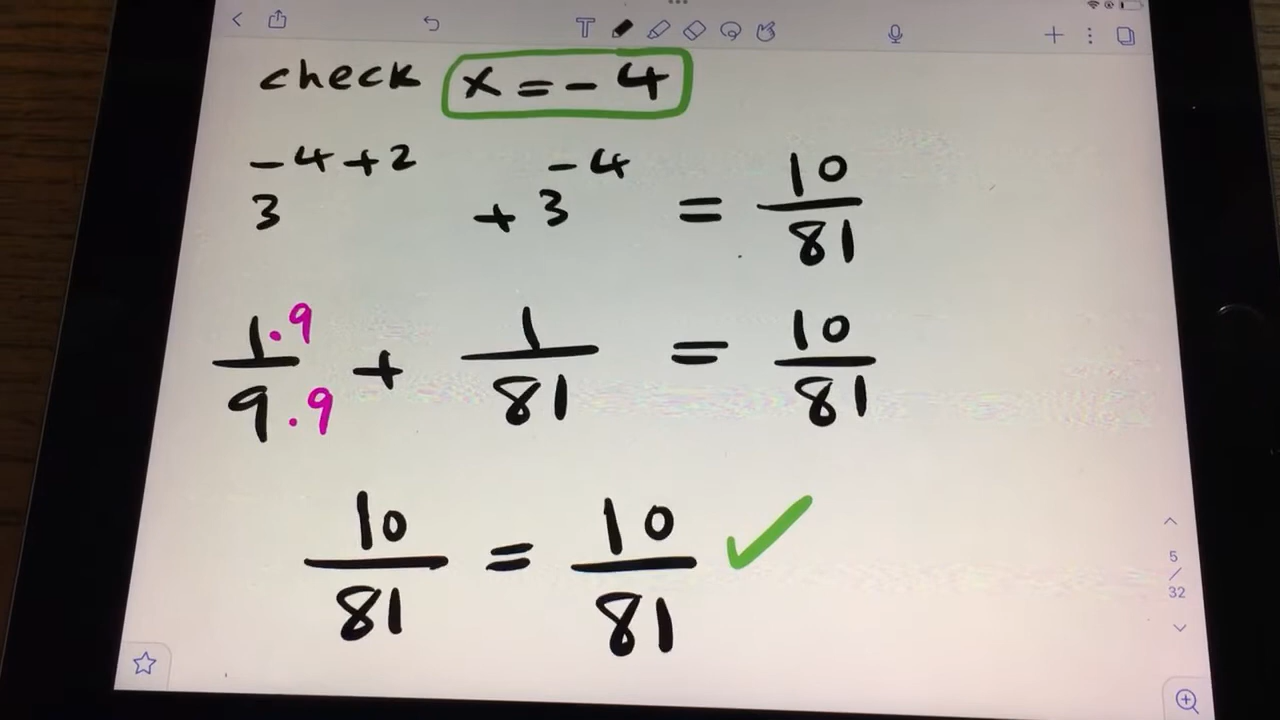 T
check x = - 4
3^{-4+2} + 3^{-4} = 10/81
1·9/9·9 + 1/81 = 10/81
10/81 = 10/81 ✓
5
/
32